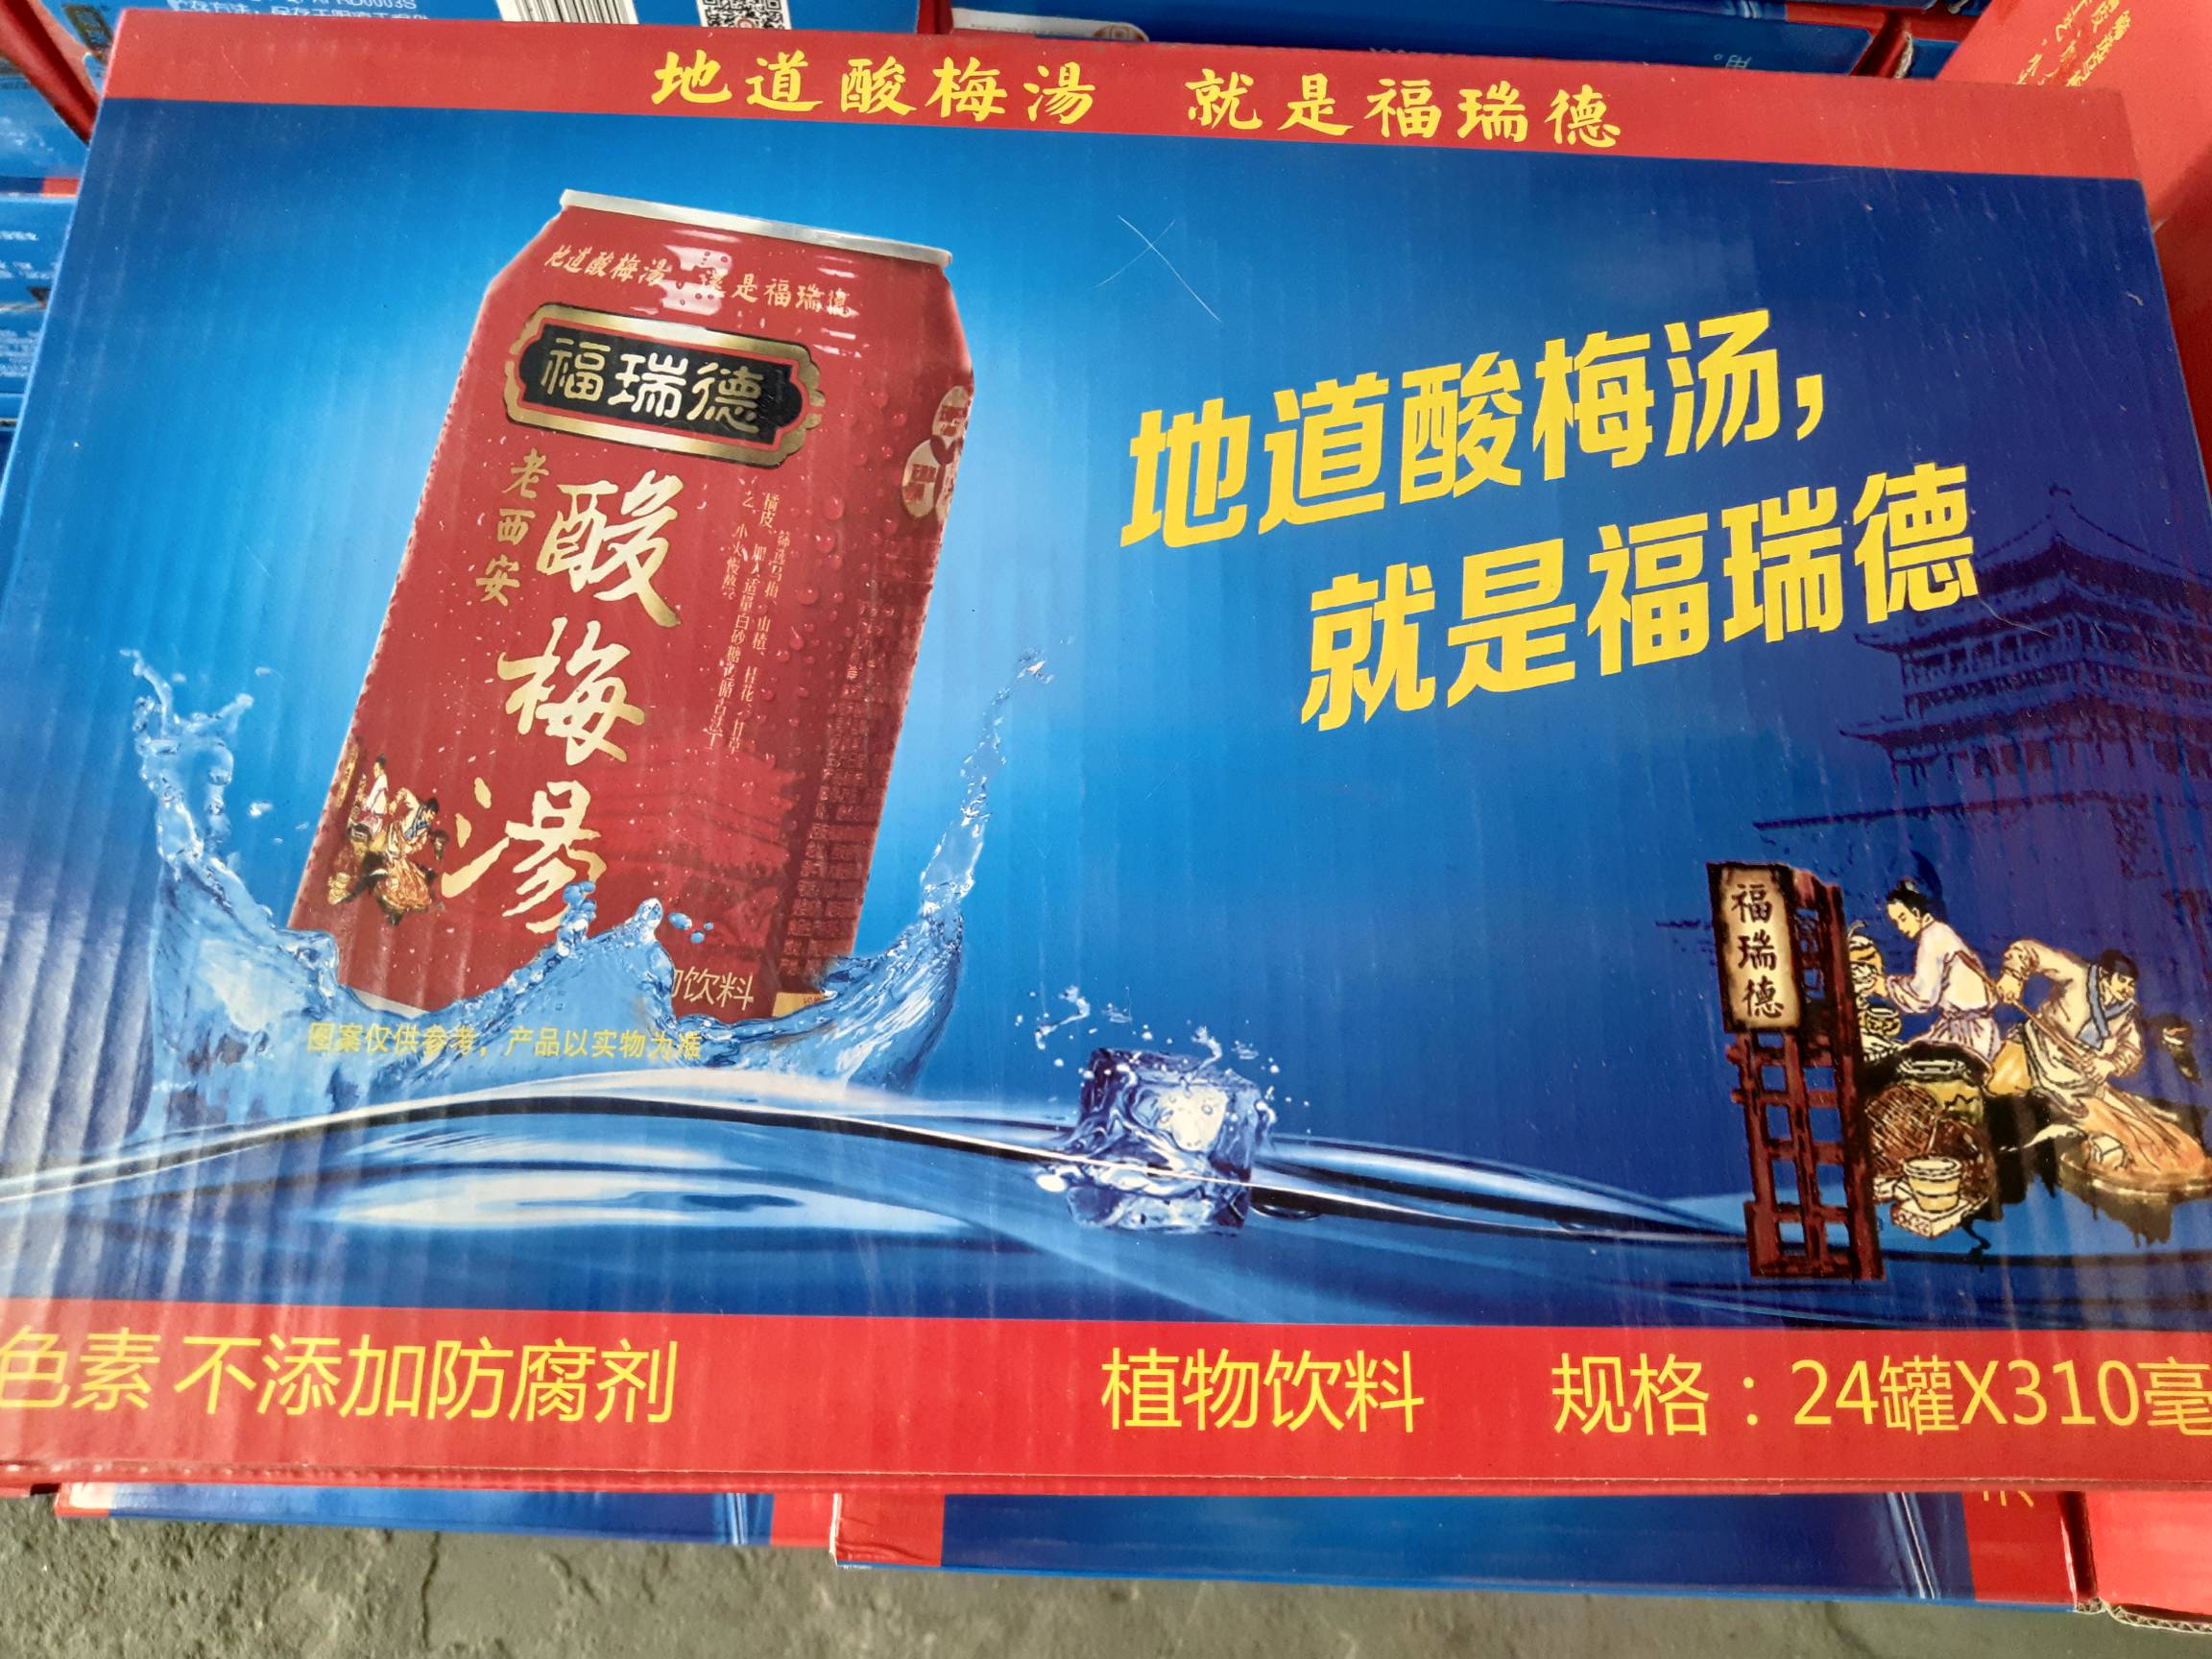 地道酸梅湯 就是福瑞德
地道酸梅湯
是福瑞德
福瑞德
老西安
酸梅湯
饮料
图案仅供参考，产品以实物为准
地道酸梅汤，
就是福瑞德
福瑞德
色素 不添加防腐剂
植物饮料
规格：24罐X310毫